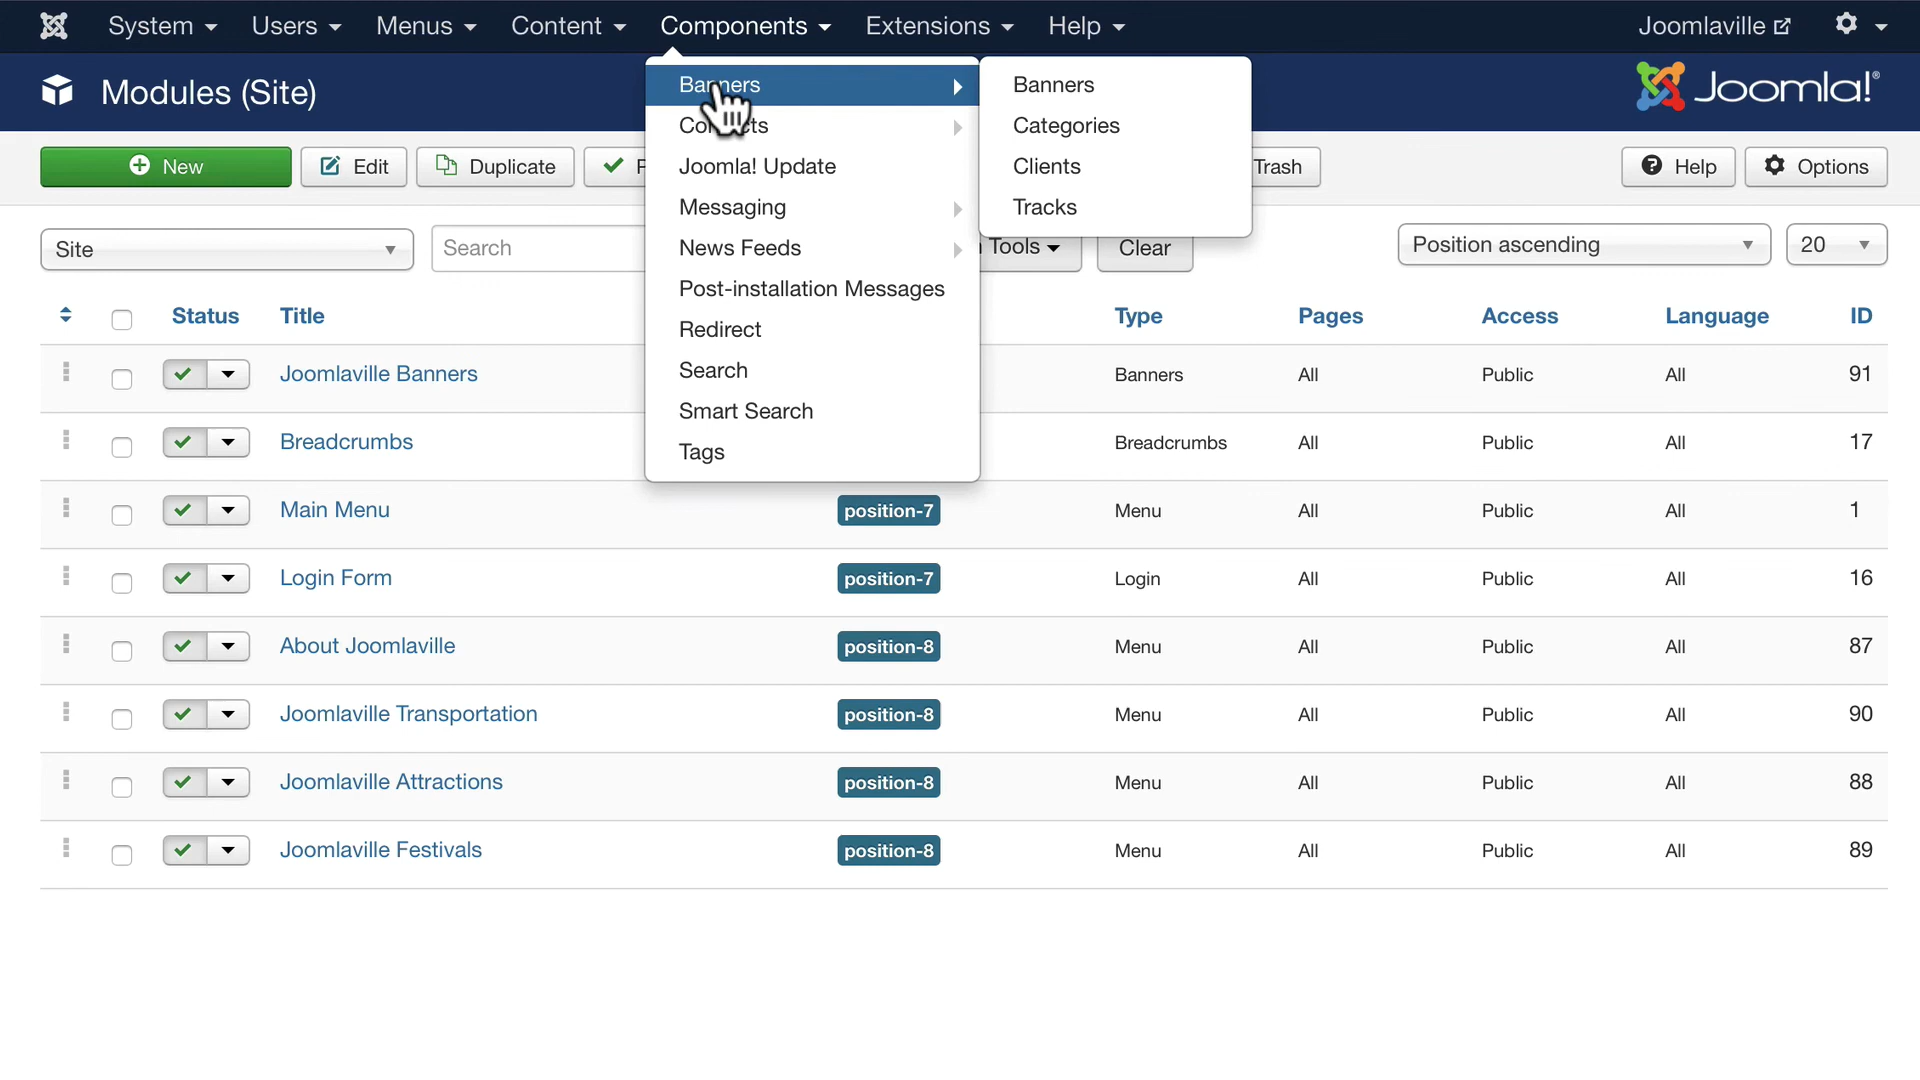 System Users Menus Content Components Extensions Help Joomlaville
Modules (Site) Joomla!®
New Edit Duplicate Trash Help Options
Banners
Joomla! Update
Messaging
News Feeds
Post-installation Messages
Redirect
Search
Smart Search
Tags
Banners
Categories
Clients
Tracks
Site Search Tools Clear Position ascending 20
Status Title Type Pages Access Language ID
Joomlaville Banners Banners All Public All 91
Breadcrumbs Breadcrumbs All Public All 17
Main Menu position-7 Menu All Public All 1
Login Form position-7 Login All Public All 16
About Joomlaville position-8 Menu All Public All 87
Joomlaville Transportation position-8 Menu All Public All 90
Joomlaville Attractions position-8 Menu All Public All 88
Joomlaville Festivals position-8 Menu All Public All 89